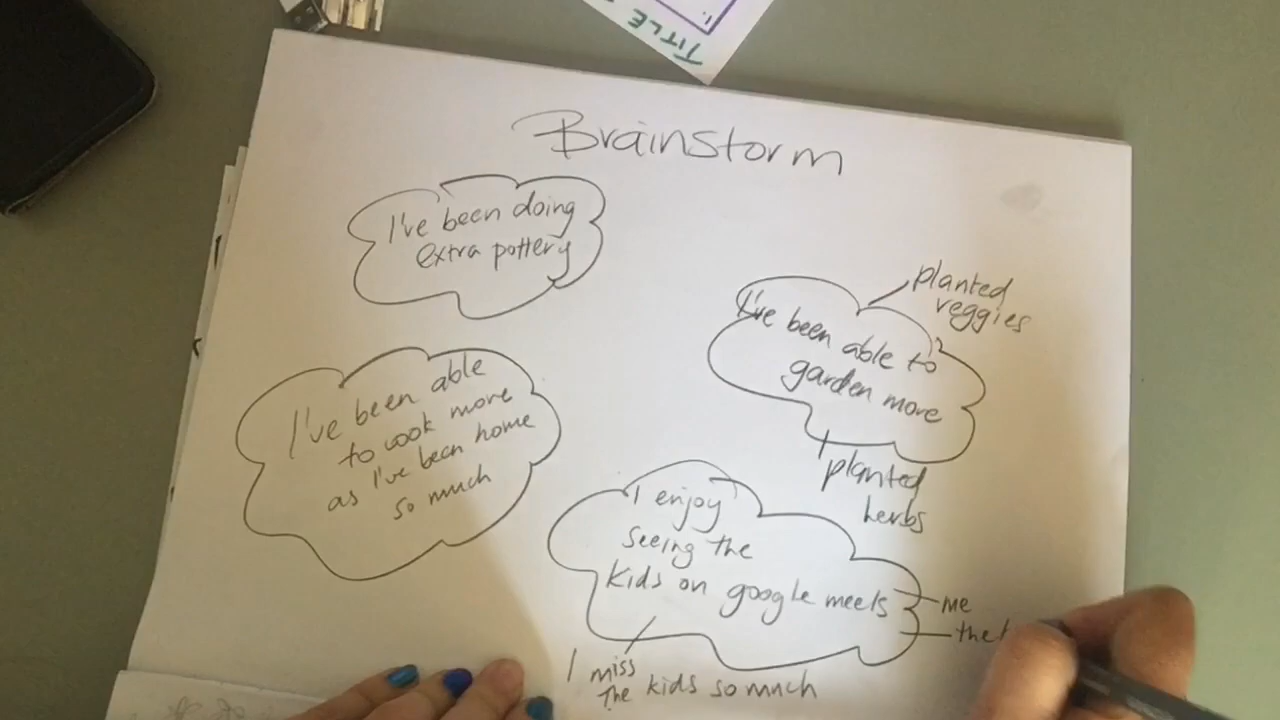 TITLE
Brainstorm
I've been doing
extra pottery
planted
veggies
I've been able to
garden more
planted
herbs
I've been able
to cook more
as I've been home
so much
I enjoy
seeing the
kids on google meets
me
the
I miss
the kids so much